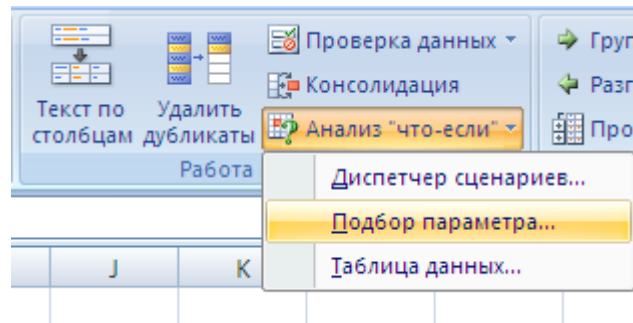 Текст по столбцам
Удалить дубликаты
Проверка данных
Консолидация
Анализ "что-если"
Работа
Диспетчер сценариев...
Подбор параметра...
Таблица данных...
J
K